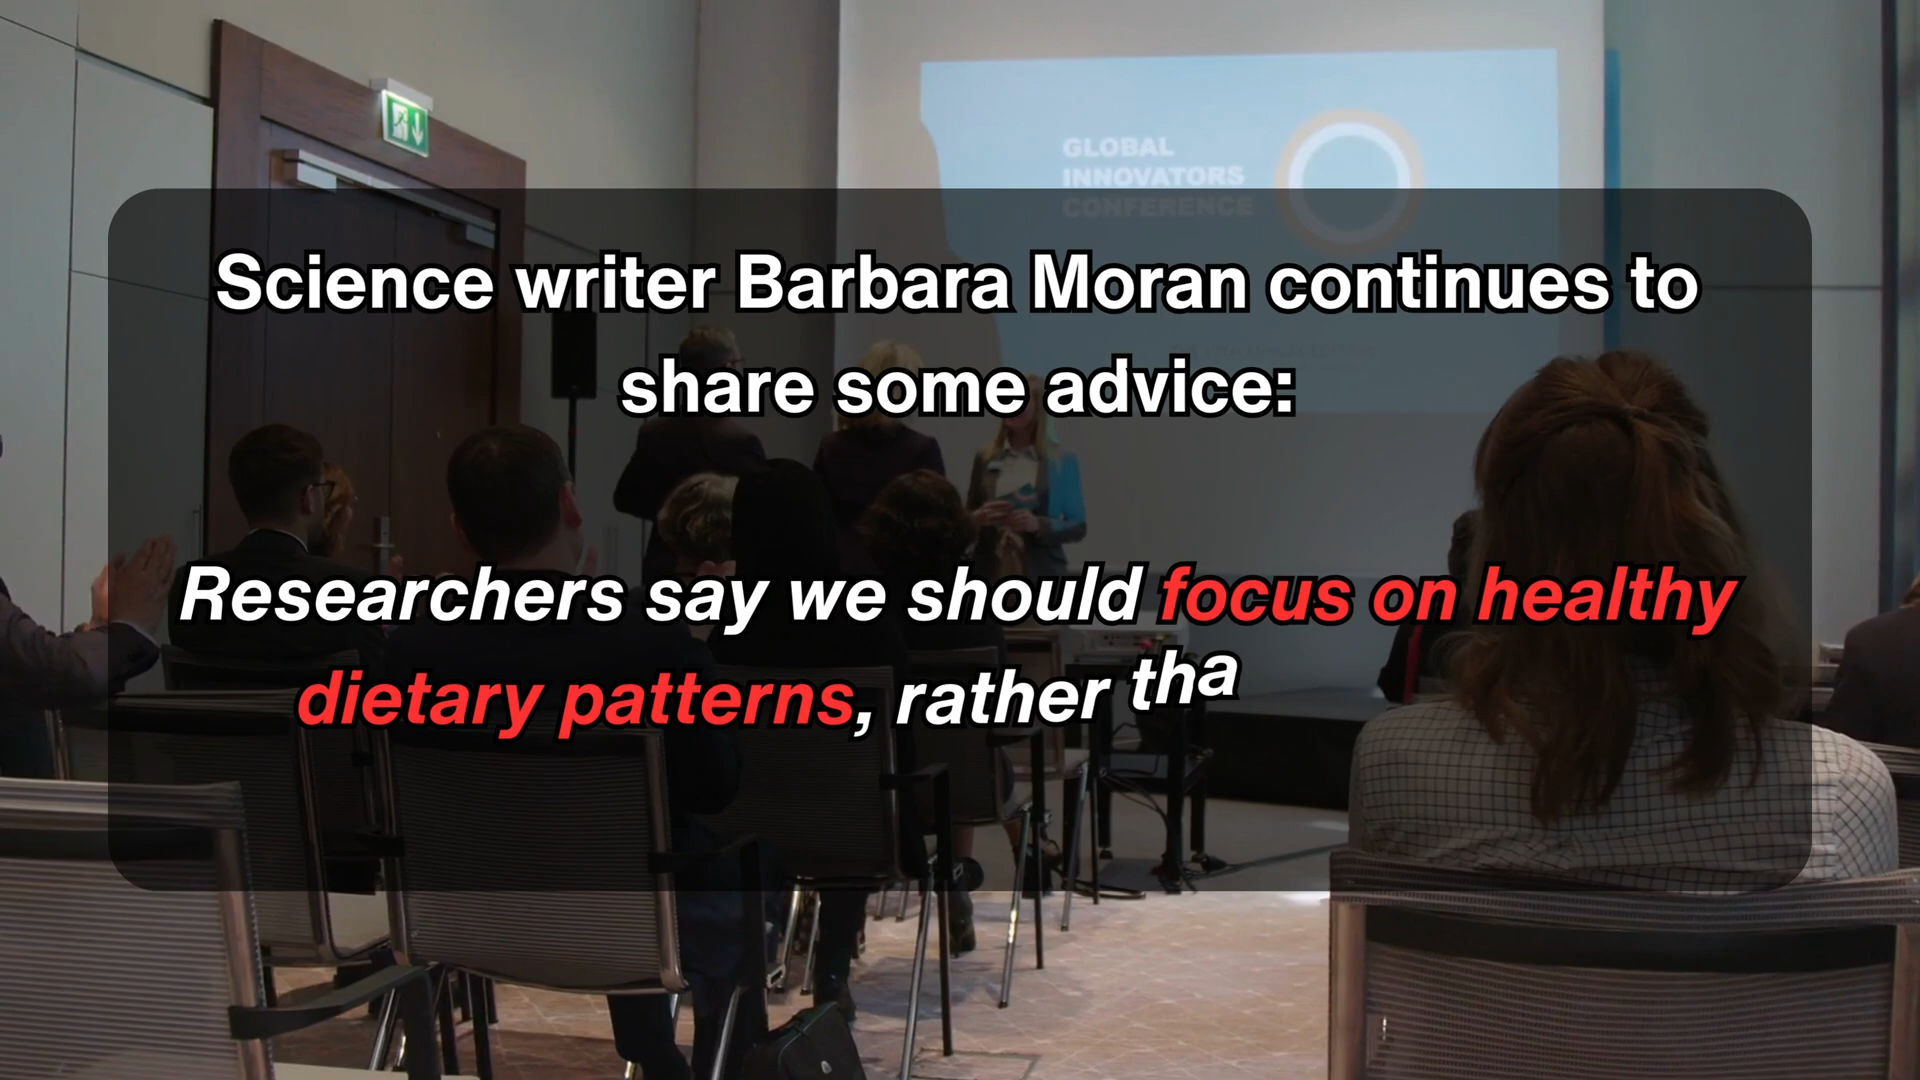 GLOBAL
INNOVATORS
CONFERENCE
Science writer Barbara Moran continues to
share some advice:
Researchers say we should focus on healthy
dietary patterns, rather tha